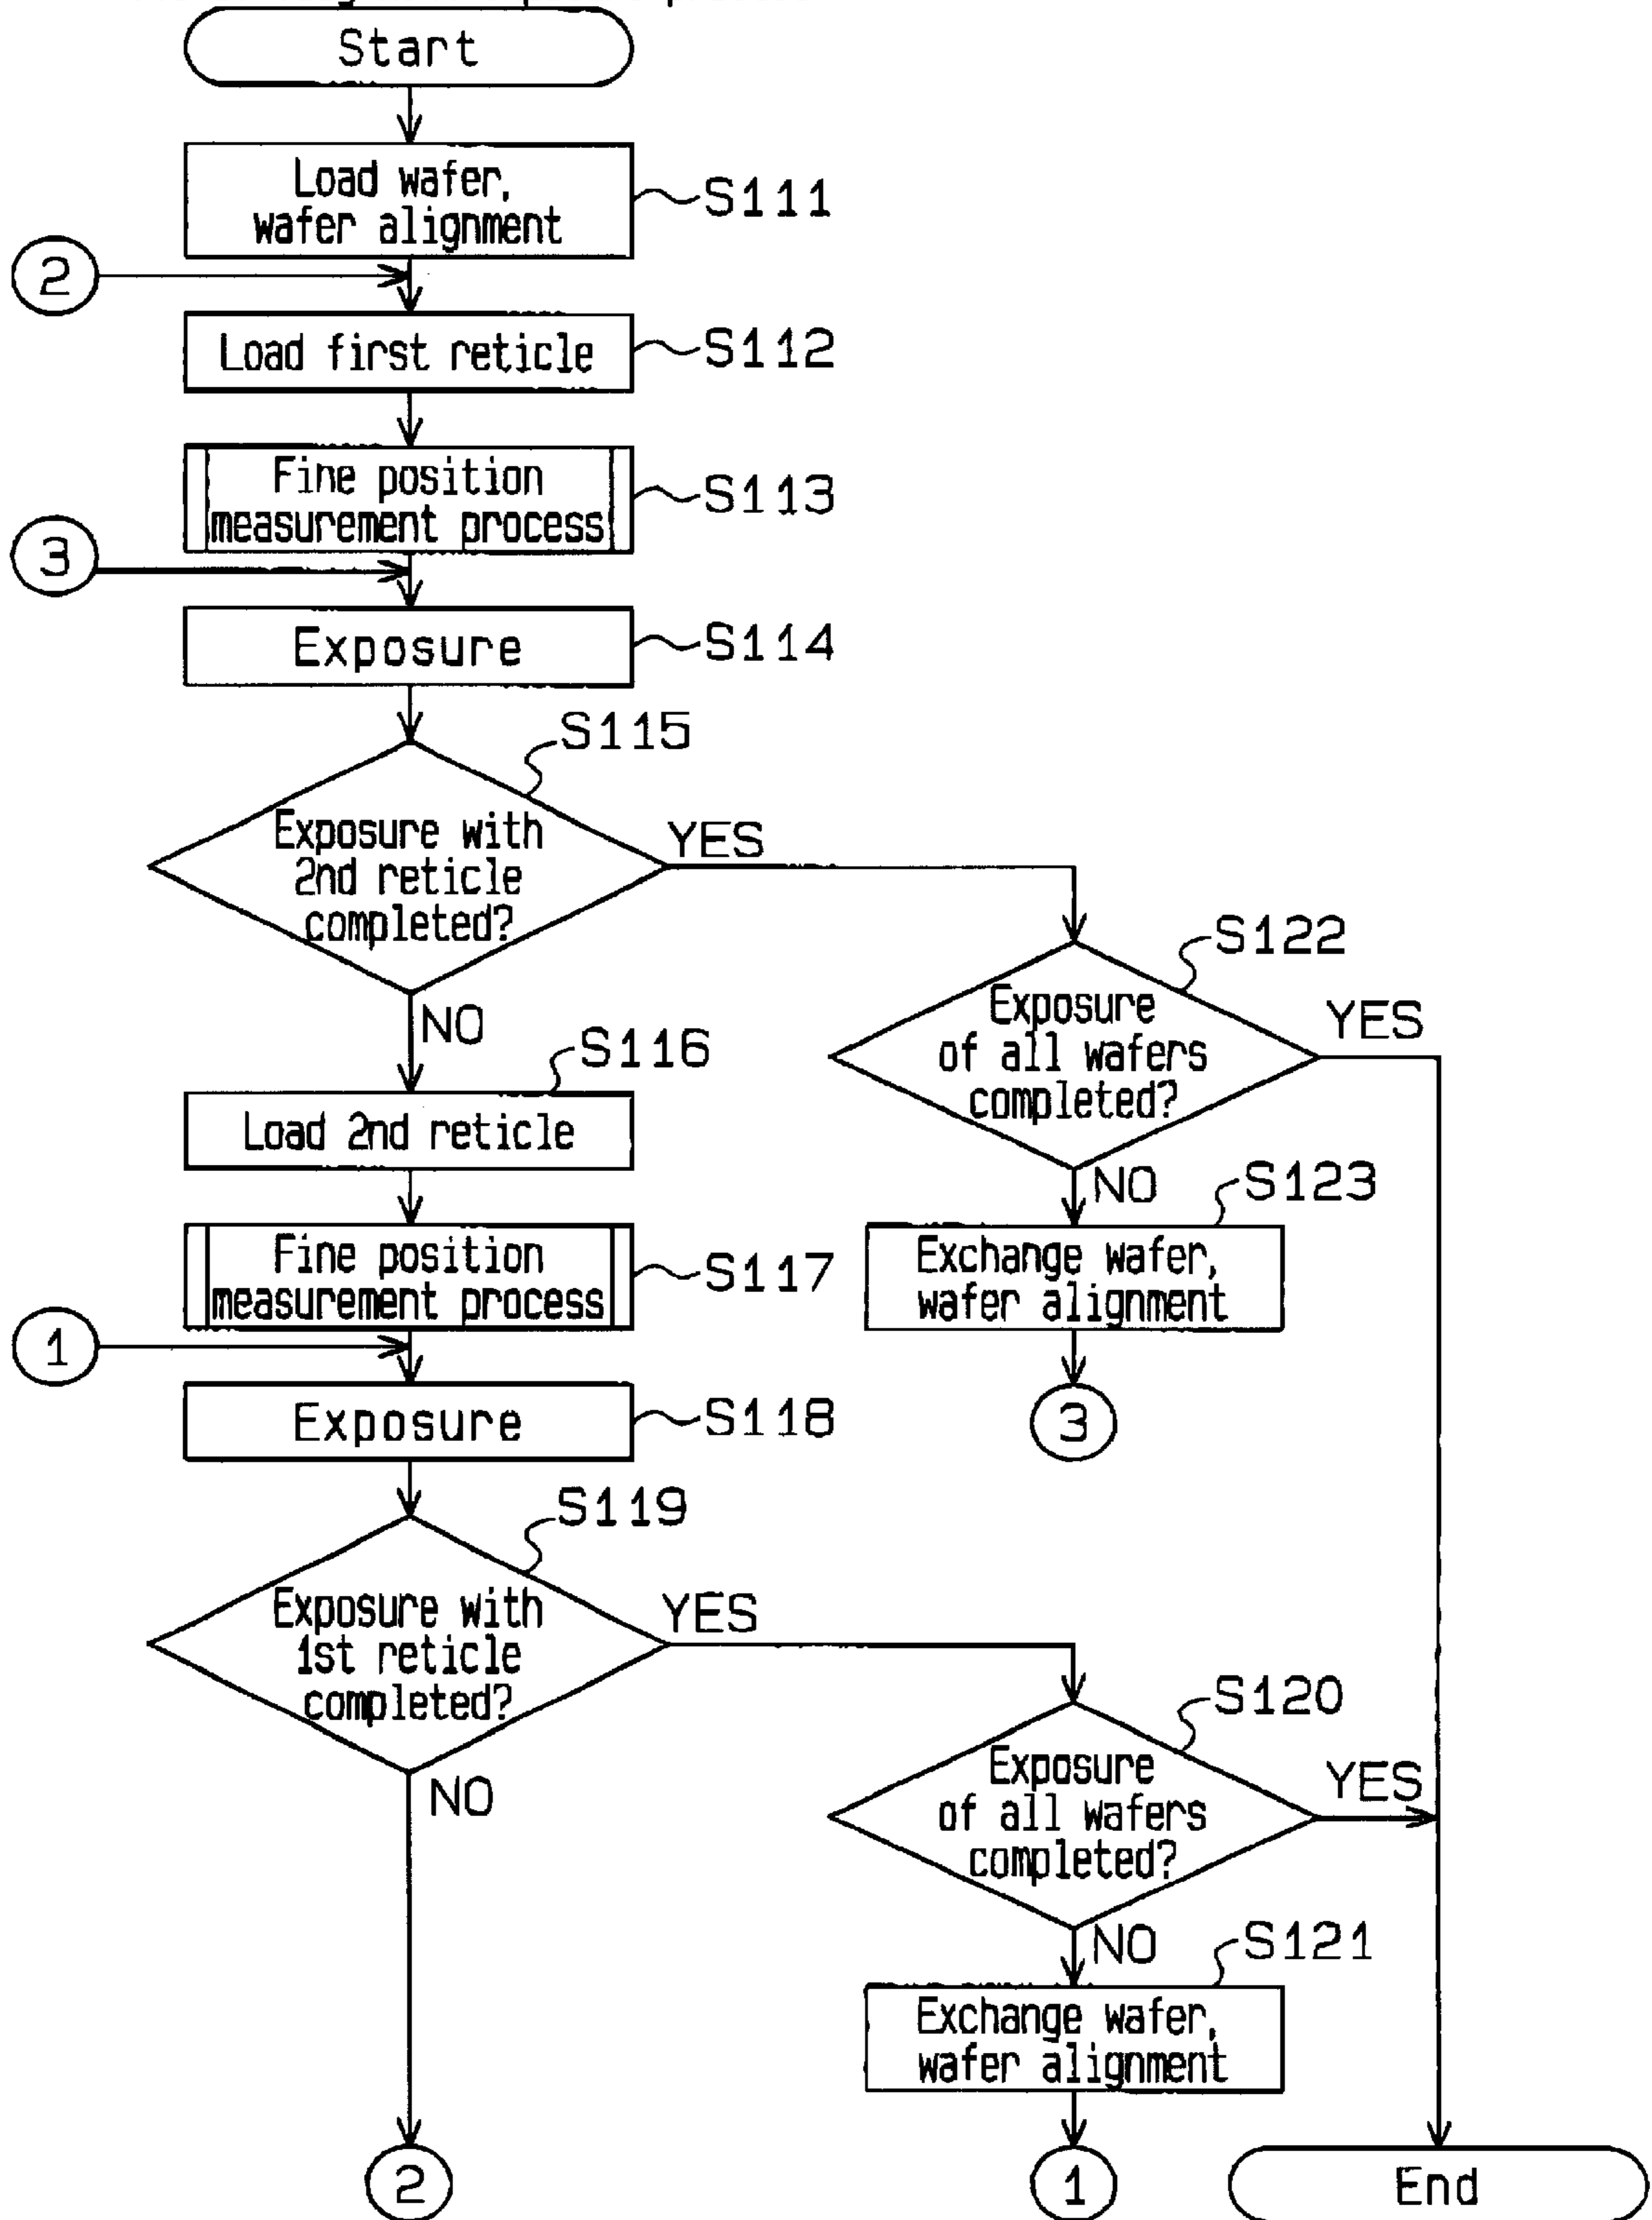 Start
Load wafer,
wafer alignment
S111
2
Load first reticle
S112
Fine position
measurement process
S113
3
Exposure
S114
S115
Exposure with
2nd reticle
completed?
YES
NO
S122
Exposure
of all wafers
completed?
YES
NO
S116
Load 2nd reticle
S123
Exchange wafer,
wafer alignment
3
Fine position
measurement process
S117
1
Exposure
S118
S119
Exposure with
1st reticle
completed?
YES
NO
S120
Exposure
of all wafers
completed?
YES
NO
S121
Exchange wafer,
wafer alignment
2
1
End